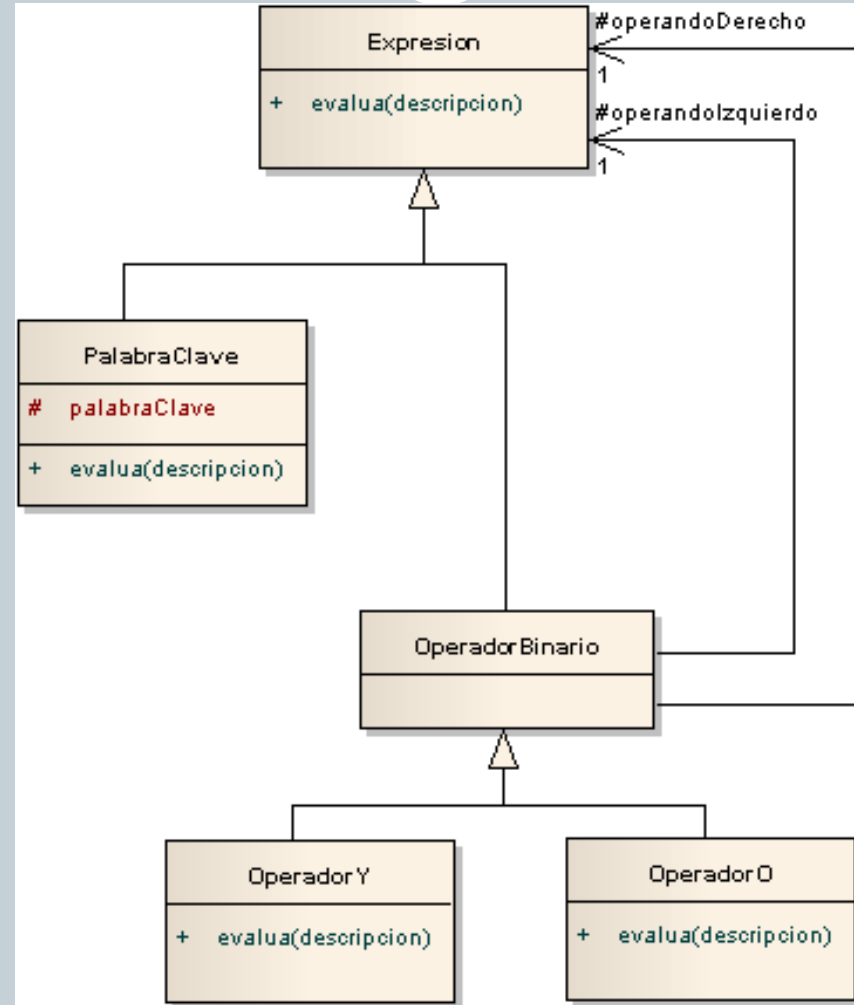 Expresion
+ evalua(descripcion)
#operandoDerecho
1
#operandoIzquierdo
1
PalabraClave
# palabraClave
+ evalua(descripcion)
OperadorBinario
OperadorY
+ evalua(descripcion)
OperadorO
+ evalua(descripcion)